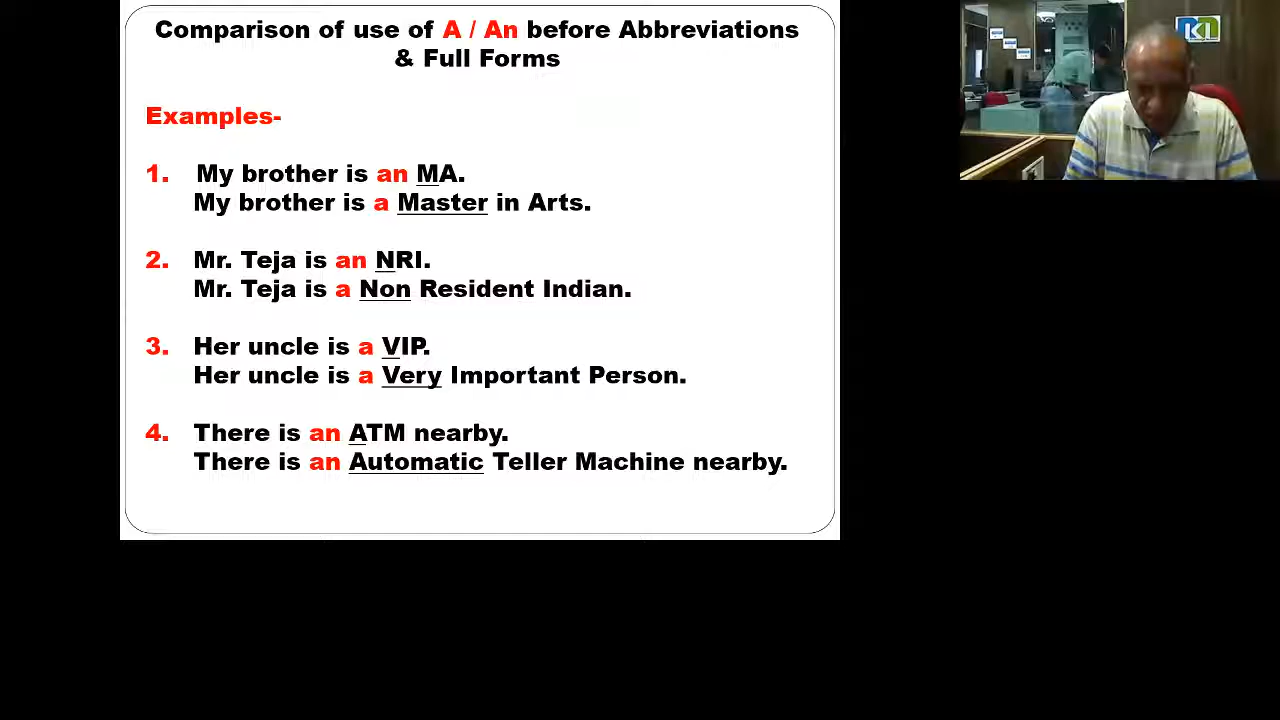 Comparison of use of A / An before Abbreviations
& Full Forms
Examples-
1. My brother is an MA.
My brother is a Master in Arts.
2. Mr. Teja is an NRI.
Mr. Teja is a Non Resident Indian.
3. Her uncle is a VIP.
Her uncle is a Very Important Person.
4. There is an ATM nearby.
There is an Automatic Teller Machine nearby.